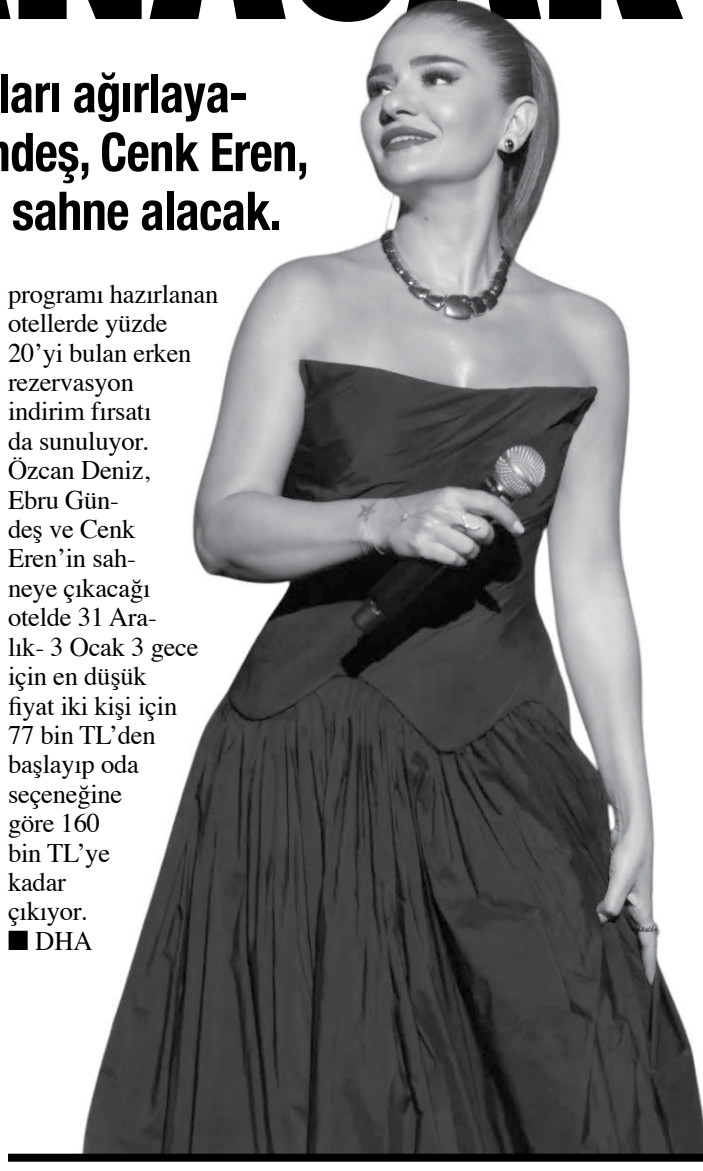 ANACAK
ları ağırlaya-
ndeş, Cenk Eren,
sahne alacak.
programı hazırlanan
otellerde yüzde
20’yi bulan erken
rezervasyon
indirim fırsatı
da sunuluyor.
Özcan Deniz,
Ebru Gün-
deş ve Cenk
Eren’in sah-
neye çıkacağı
otelde 31 Ara-
lık- 3 Ocak 3 gece
için en düşük
fiyat iki kişi için
77 bin TL’den
başlayıp oda
seçeneğine
göre 160
bin TL’ye
kadar
çıkıyor.
■ DHA